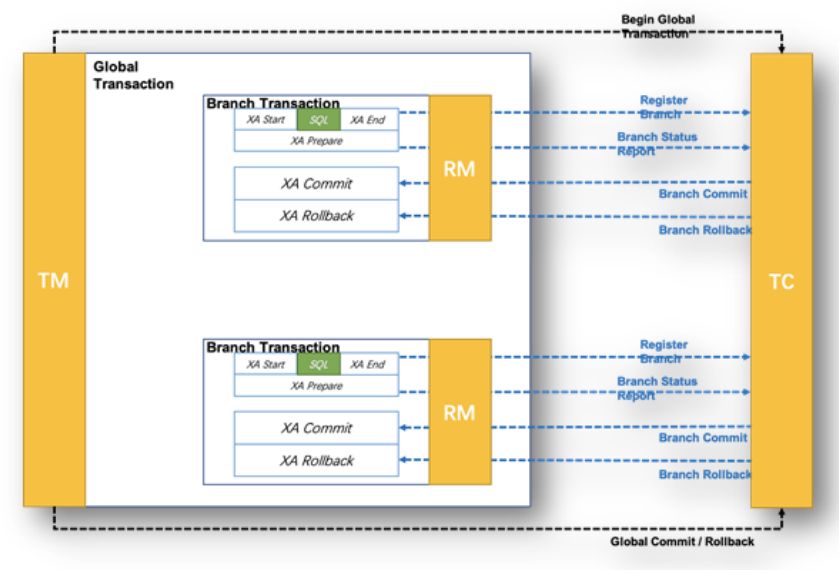 Begin Global
Transaction
Global
Transaction
Branch Transaction
XA Start SQL XA End
XA Prepare
XA Commit
XA Rollback
RM
Register
Branch
Branch Status
Report
Branch Commit
Branch Rollback
TM
TC
Branch Transaction
XA Start SQL XA End
XA Prepare
XA Commit
XA Rollback
RM
Register
Branch
Branch Status
Report
Branch Commit
Branch Rollback
Global Commit / Rollback